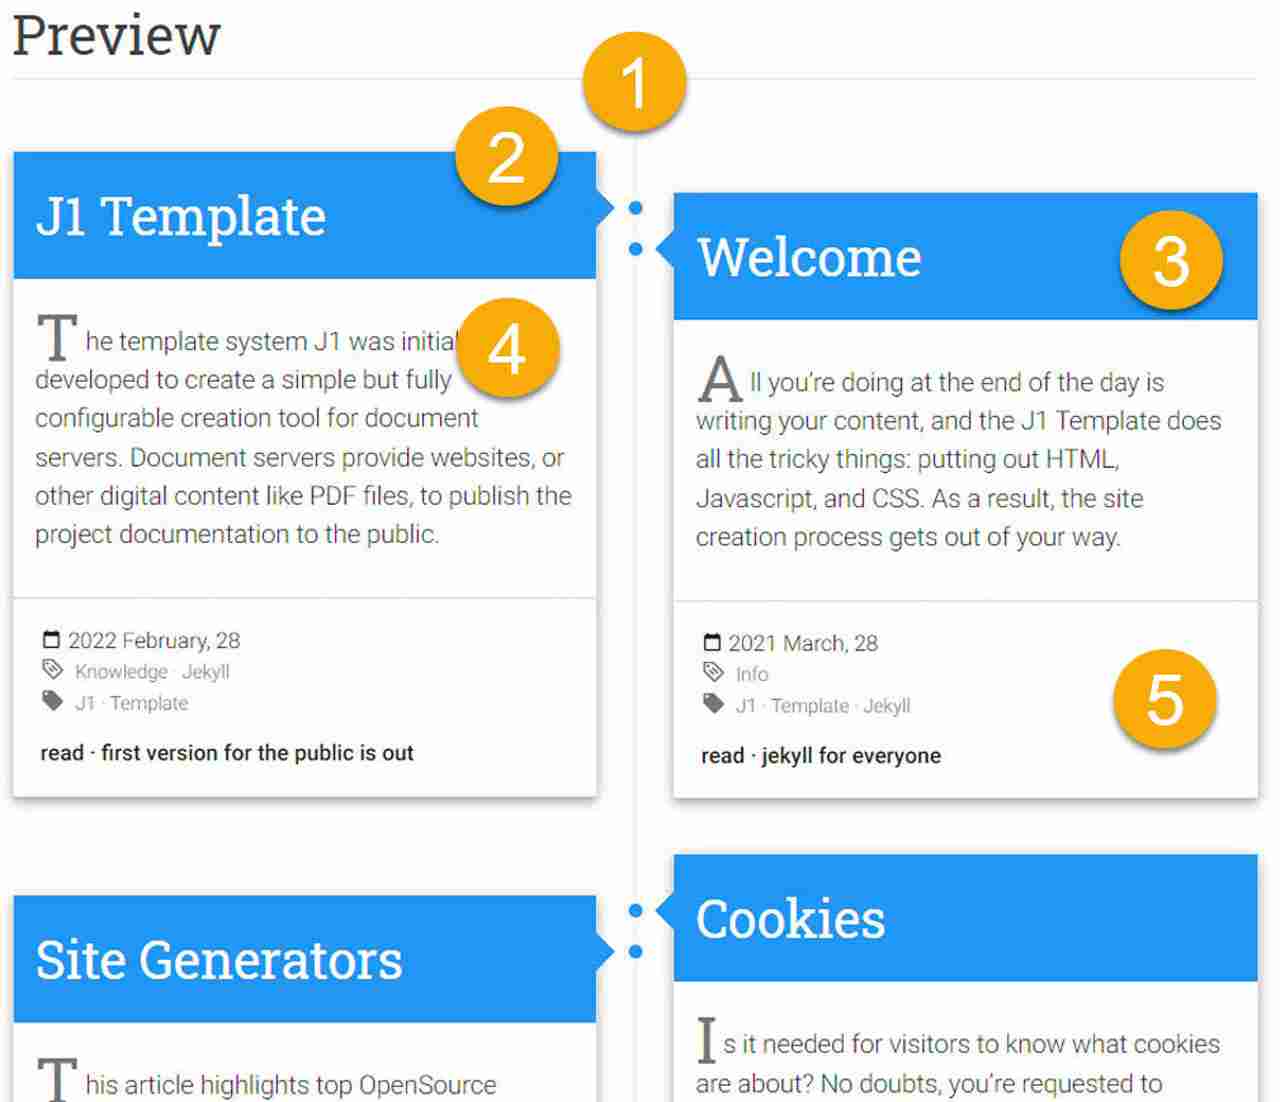 Preview
1
2
J1 Template
The template system J1 was initial
developed to create a simple but fully
configurable creation tool for document
servers. Document servers provide websites, or
other digital content like PDF files, to publish the
project documentation to the public.
4
2022 February, 28
Knowledge · Jekyll
J1 · Template
read · first version for the public is out
Welcome
3
All you're doing at the end of the day is
writing your content, and the J1 Template does
all the tricky things: putting out HTML,
Javascript, and CSS. As a result, the site
creation process gets out of your way.
2021 March, 28
Info
J1 · Template · Jekyll
5
read · jekyll for everyone
Site Generators
This article highlights top OpenSource
Cookies
Is it needed for visitors to know what cookies
are about? No doubts, you're requested to